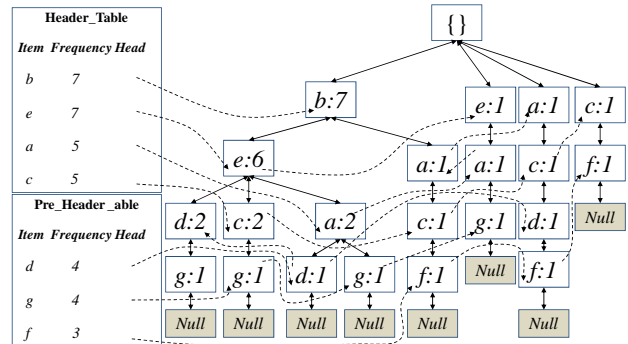 Header_Table
Item Frequency Head
b 7
e 7
a 5
c 5
Pre_Header_able
Item Frequency Head
d 4
g 4
f 3
{}
b:7 e:1 a:1 c:1
e:6 a:1 a:1 c:1 f:1
d:2 c:2 a:2 c:1 g:1 d:1 Null
g:1 g:1 d:1 g:1 f:1 Null f:1
Null Null Null Null Null Null